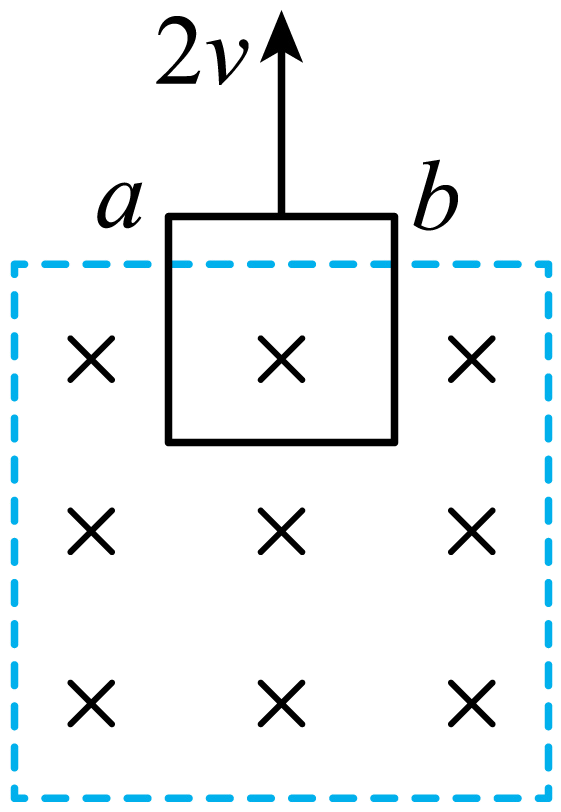 2v
a b
× × ×
× × ×
× × ×